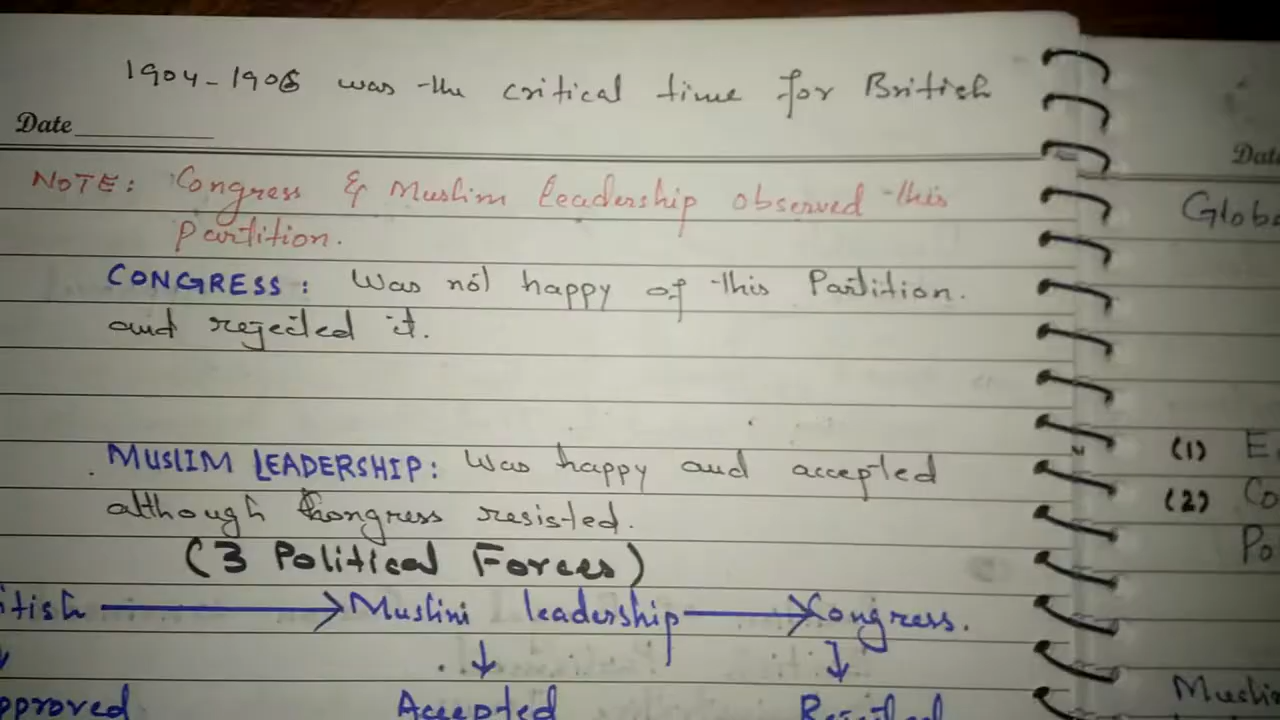 1904-1906 was the critical time for British
Date
NOTE: Congress & Muslim leadership observed this
partition.
CONGRESS: Was not happy of this Partition.
and rejected it.
MUSLIM LEADERSHIP: Was happy and accepted
although Congress resisted.
(3 Political Forces)
itish → Muslim leadership → Congress.
pproved Accepted Rejected
Date
Globa
(1) E
(2) Co
Po
Muslim